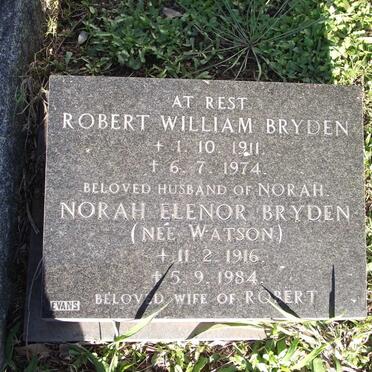 AT REST
ROBERT WILLIAM BRYDEN
+ 1. 10. 1911.
+ 6. 7. 1974.
BELOVED HUSBAND OF NORAH.
NORAH ELENOR BRYDEN
(NEE WATSON)
+ 11. 2. 1916.
+ 5. 9. 1984.
BELOVED WIFE OF ROBERT
EVANS